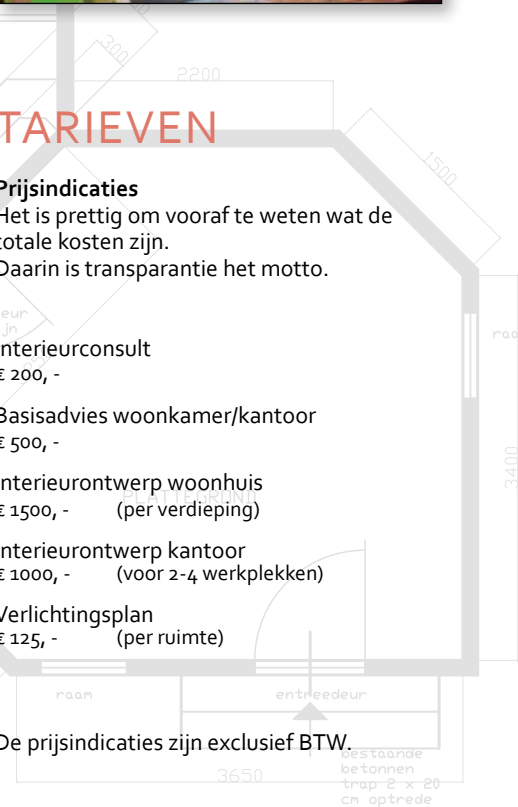 300
2200
TARIEVEN
1500
Prijsindicaties
Het is prettig om vooraf te weten wat de
totale kosten zijn.
Daarin is transparantie het motto.
eur
jn
raa
Interieurconsult
€ 200, -
Basisadvies woonkamer/kantoor
€ 500, -
3400
Interieurontwerp woonhuis
PLATTEGROND
€ 1500, - (per verdieping)
Interieurontwerp kantoor
€ 1000, - (voor 2-4 werkplekken)
Verlichtingsplan
€ 125, - (per ruimte)
raam
entreedeur
De prijsindicaties zijn exclusief BTW.
bestaande
betonnen
3650
trap 2 x 20
cm optrede